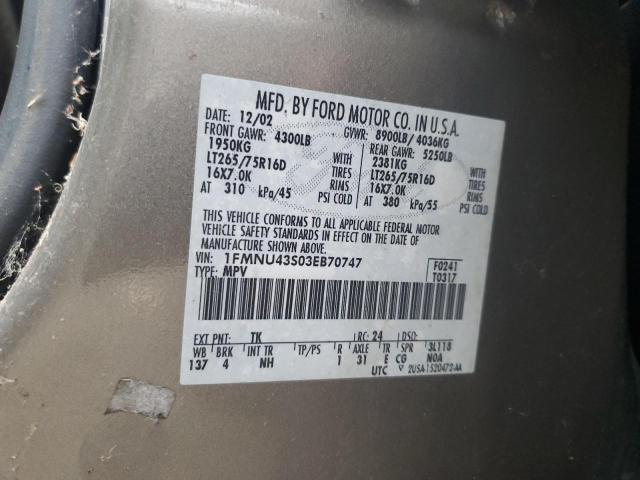 MFD. BY FORD MOTOR CO. IN U.S.A.
DATE: 12/02 GVWR: 8900LB/ 4036KG
FRONT GAWR: 4300LB REAR GAWR: 5250LB
1950KG WITH 2381KG WITH
LT265/75R16D TIRES LT265/75R16D TIRES
16X7.0K RIMS 16X7.0K RIMS
AT 310 kPa/45 PSI COLD AT 380 kPa/55 PSI COLD
THIS VEHICLE CONFORMS TO ALL APPLICABLE FEDERAL MOTOR
VEHICLE SAFETY STANDARDS IN EFFECT ON THE DATE OF
MANUFACTURE SHOWN ABOVE.
VIN: 1FMNU43S03EB70747 F0241
TYPE: MPV T0317
EXT PNT: TK RC: 24 DSO:
WB BRK INT TR TP/PS R AXLE TR SPR 3L118
137 4 NH 1 31 E CG N0A
UTC 2USA-1520472-AA